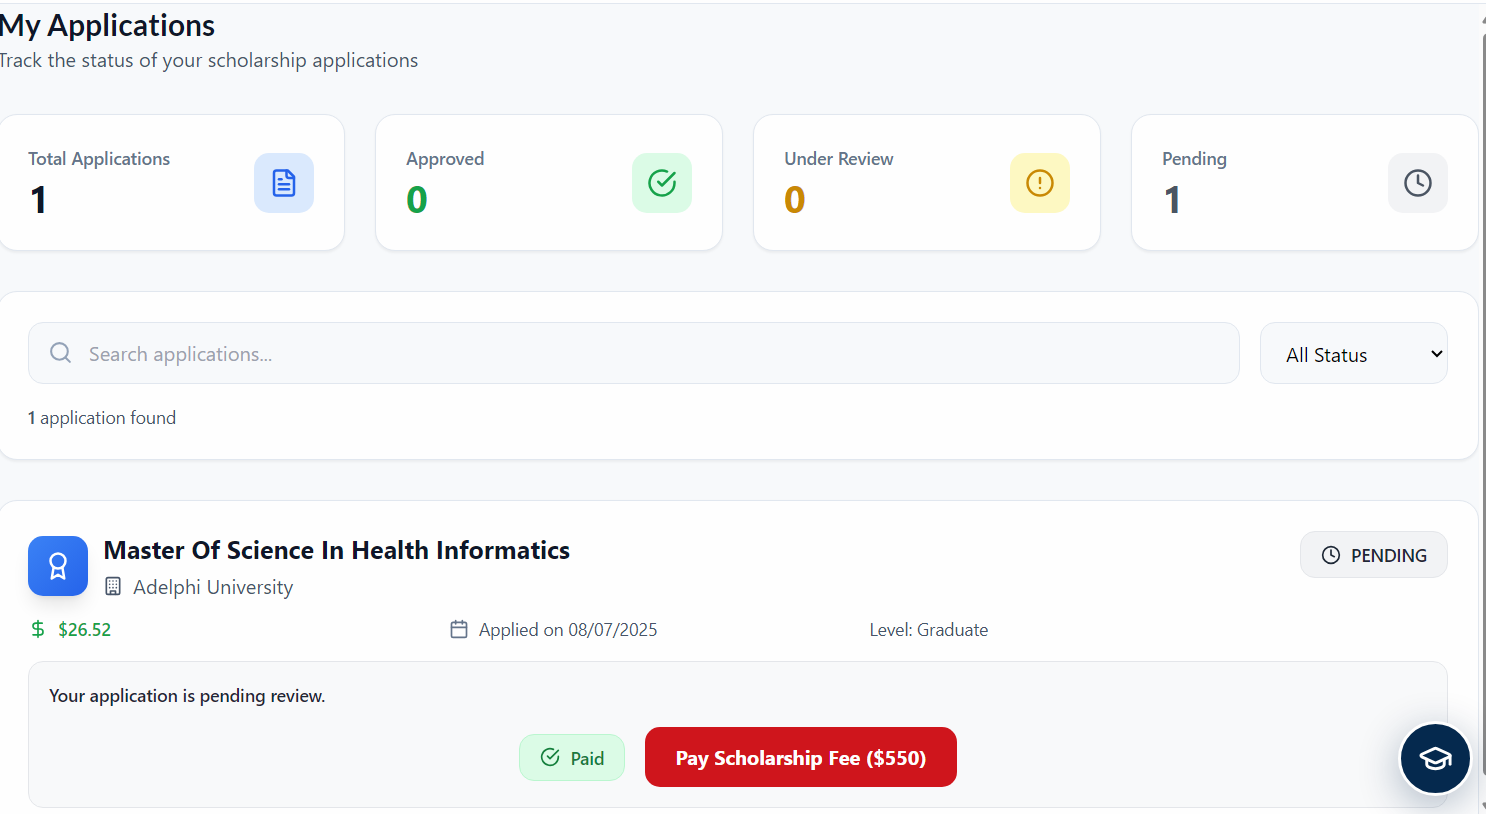 My Applications
Track the status of your scholarship applications
Total Applications
1
Approved
0
Under Review
0
Pending
1
Search applications...
All Status
1 application found
Master Of Science In Health Informatics
PENDING
Adelphi University
$ $26.52
Applied on 08/07/2025
Level: Graduate
Your application is pending review.
Paid
Pay Scholarship Fee ($550)